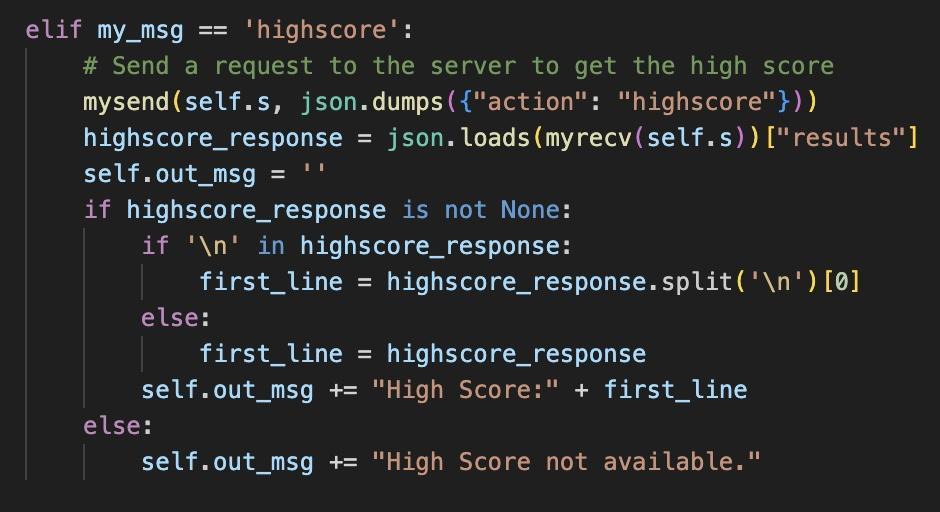 elif my_msg == 'highscore':
    # Send a request to the server to get the high score
    mysend(self.s, json.dumps({"action": "highscore"}))
    highscore_response = json.loads(myrecv(self.s))["results"]
    self.out_msg = ''
    if highscore_response is not None:
        if '\n' in highscore_response:
            first_line = highscore_response.split('\n')[0]
        else:
            first_line = highscore_response
        self.out_msg += "High Score:" + first_line
    else:
        self.out_msg += "High Score not available."